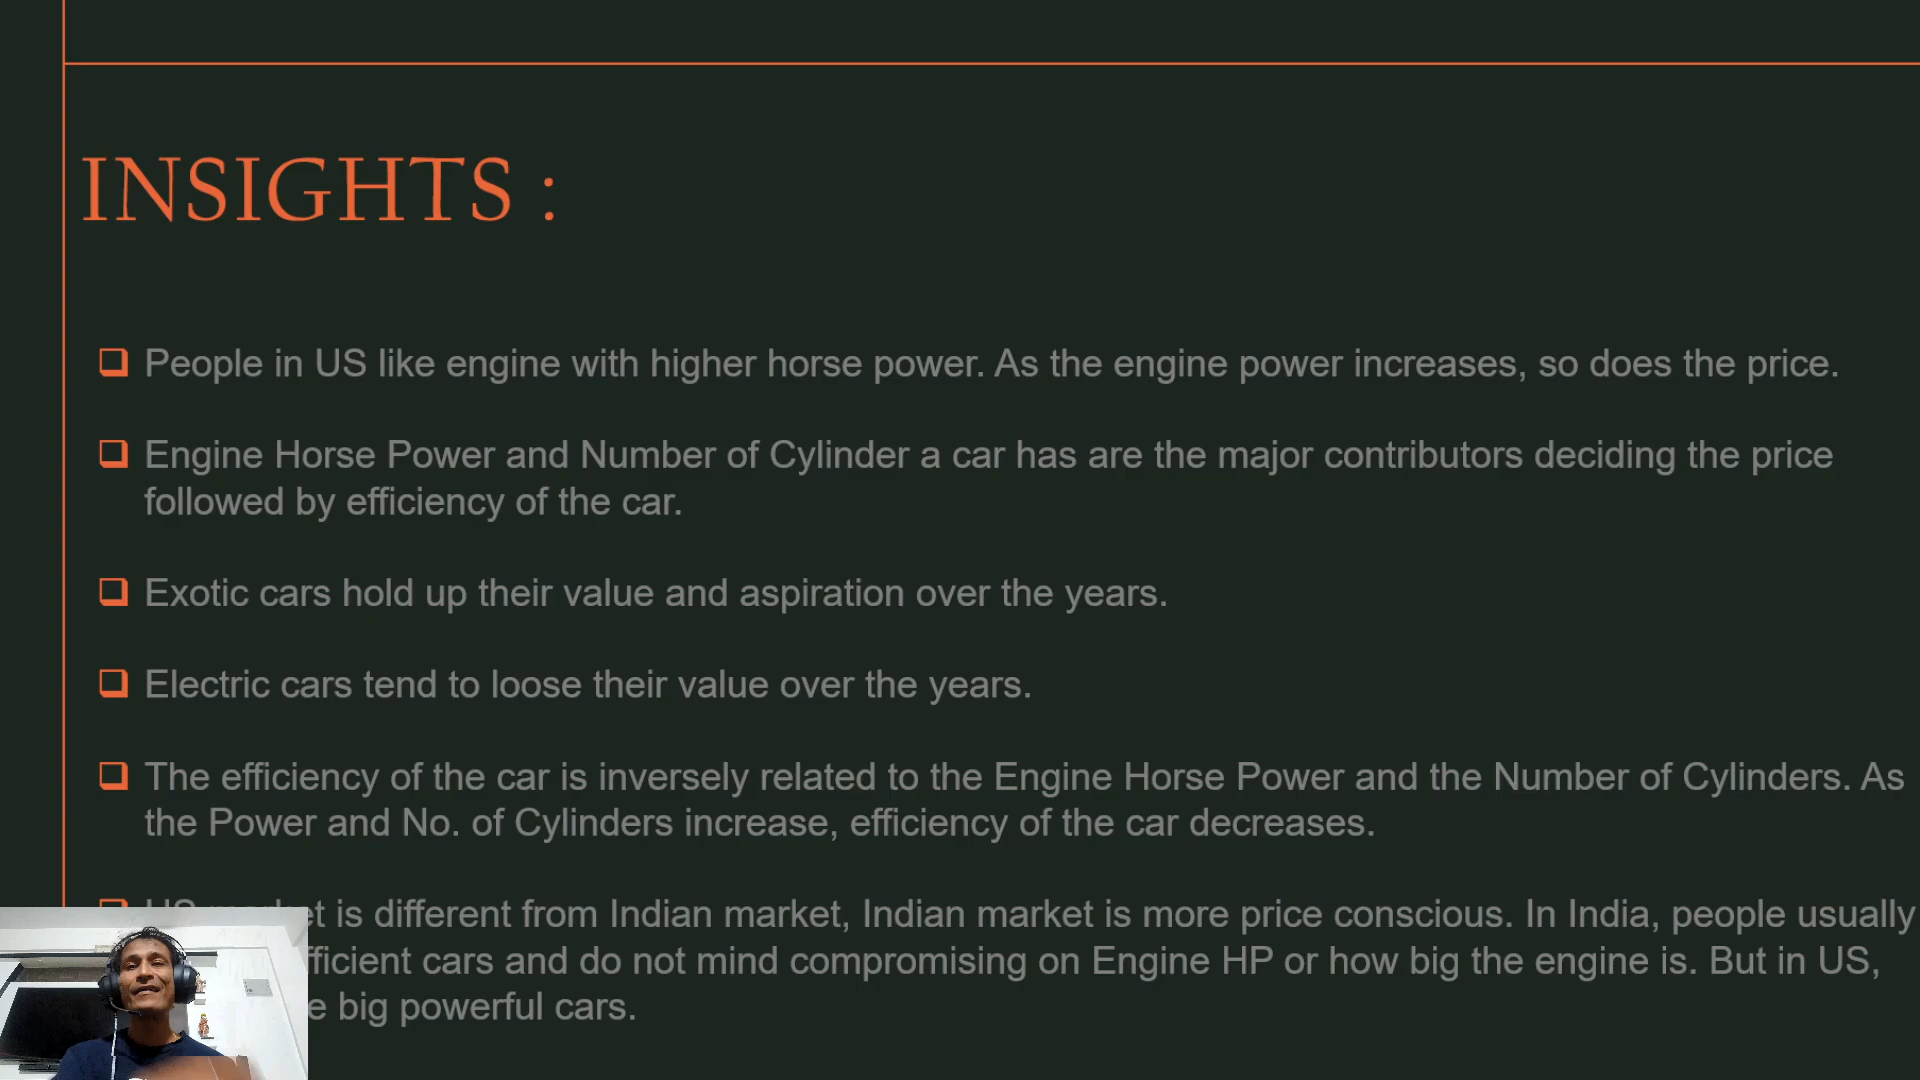 INSIGHTS :
People in US like engine with higher horse power. As the engine power increases, so does the price.
Engine Horse Power and Number of Cylinder a car has are the major contributors deciding the price
followed by efficiency of the car.
Exotic cars hold up their value and aspiration over the years.
Electric cars tend to loose their value over the years.
The efficiency of the car is inversely related to the Engine Horse Power and the Number of Cylinders. As
the Power and No. of Cylinders increase, efficiency of the car decreases.
US market is different from Indian market, Indian market is more price conscious. In India, people usually
cars and do not mind compromising on Engine HP or how big the engine is. But in US,
big powerful cars.